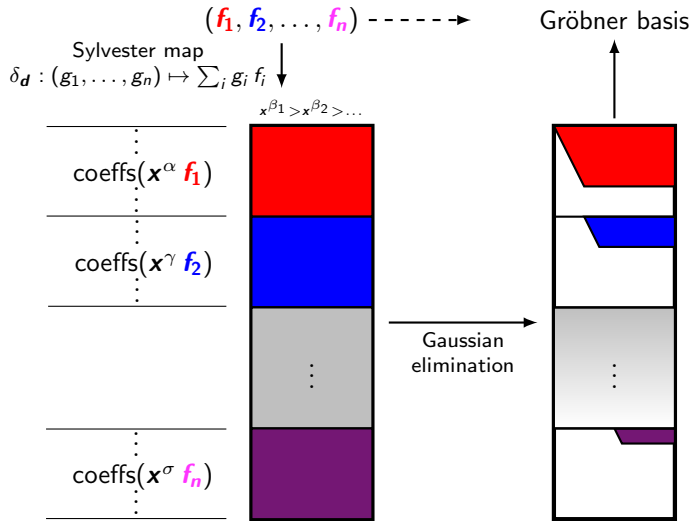 (f₁, f₂, . . . , fₙ)
Gröbner basis
Sylvester map
δ_d : (g₁, . . . , gₙ) ↦ ∑ᵢ gᵢ fᵢ
x^β₁ > x^β₂ > . . .
coeffs(x^α f₁)
coeffs(x^γ f₂)
Gaussian
elimination
coeffs(x^σ fₙ)